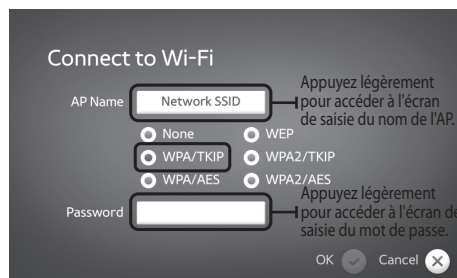 Connect to Wi-Fi
AP Name
Network SSID
Appuyez légèrement
pour accéder à l'écran
de saisie du nom de l'AP.
None
WEP
WPA/TKIP
WPA2/TKIP
WPA/AES
WPA2/AES
Password
Appuyez légèrement
pour accéder à l'écran de
saisie du mot de passe.
OK
Cancel